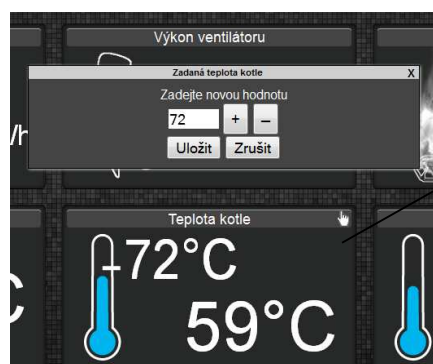 Výkon ventilátoru
Zadaná teplota kotle X
Zadejte novou hodnotu
72 + –
Uložit Zrušit
/h
Teplota kotle
72°C
59°C
C